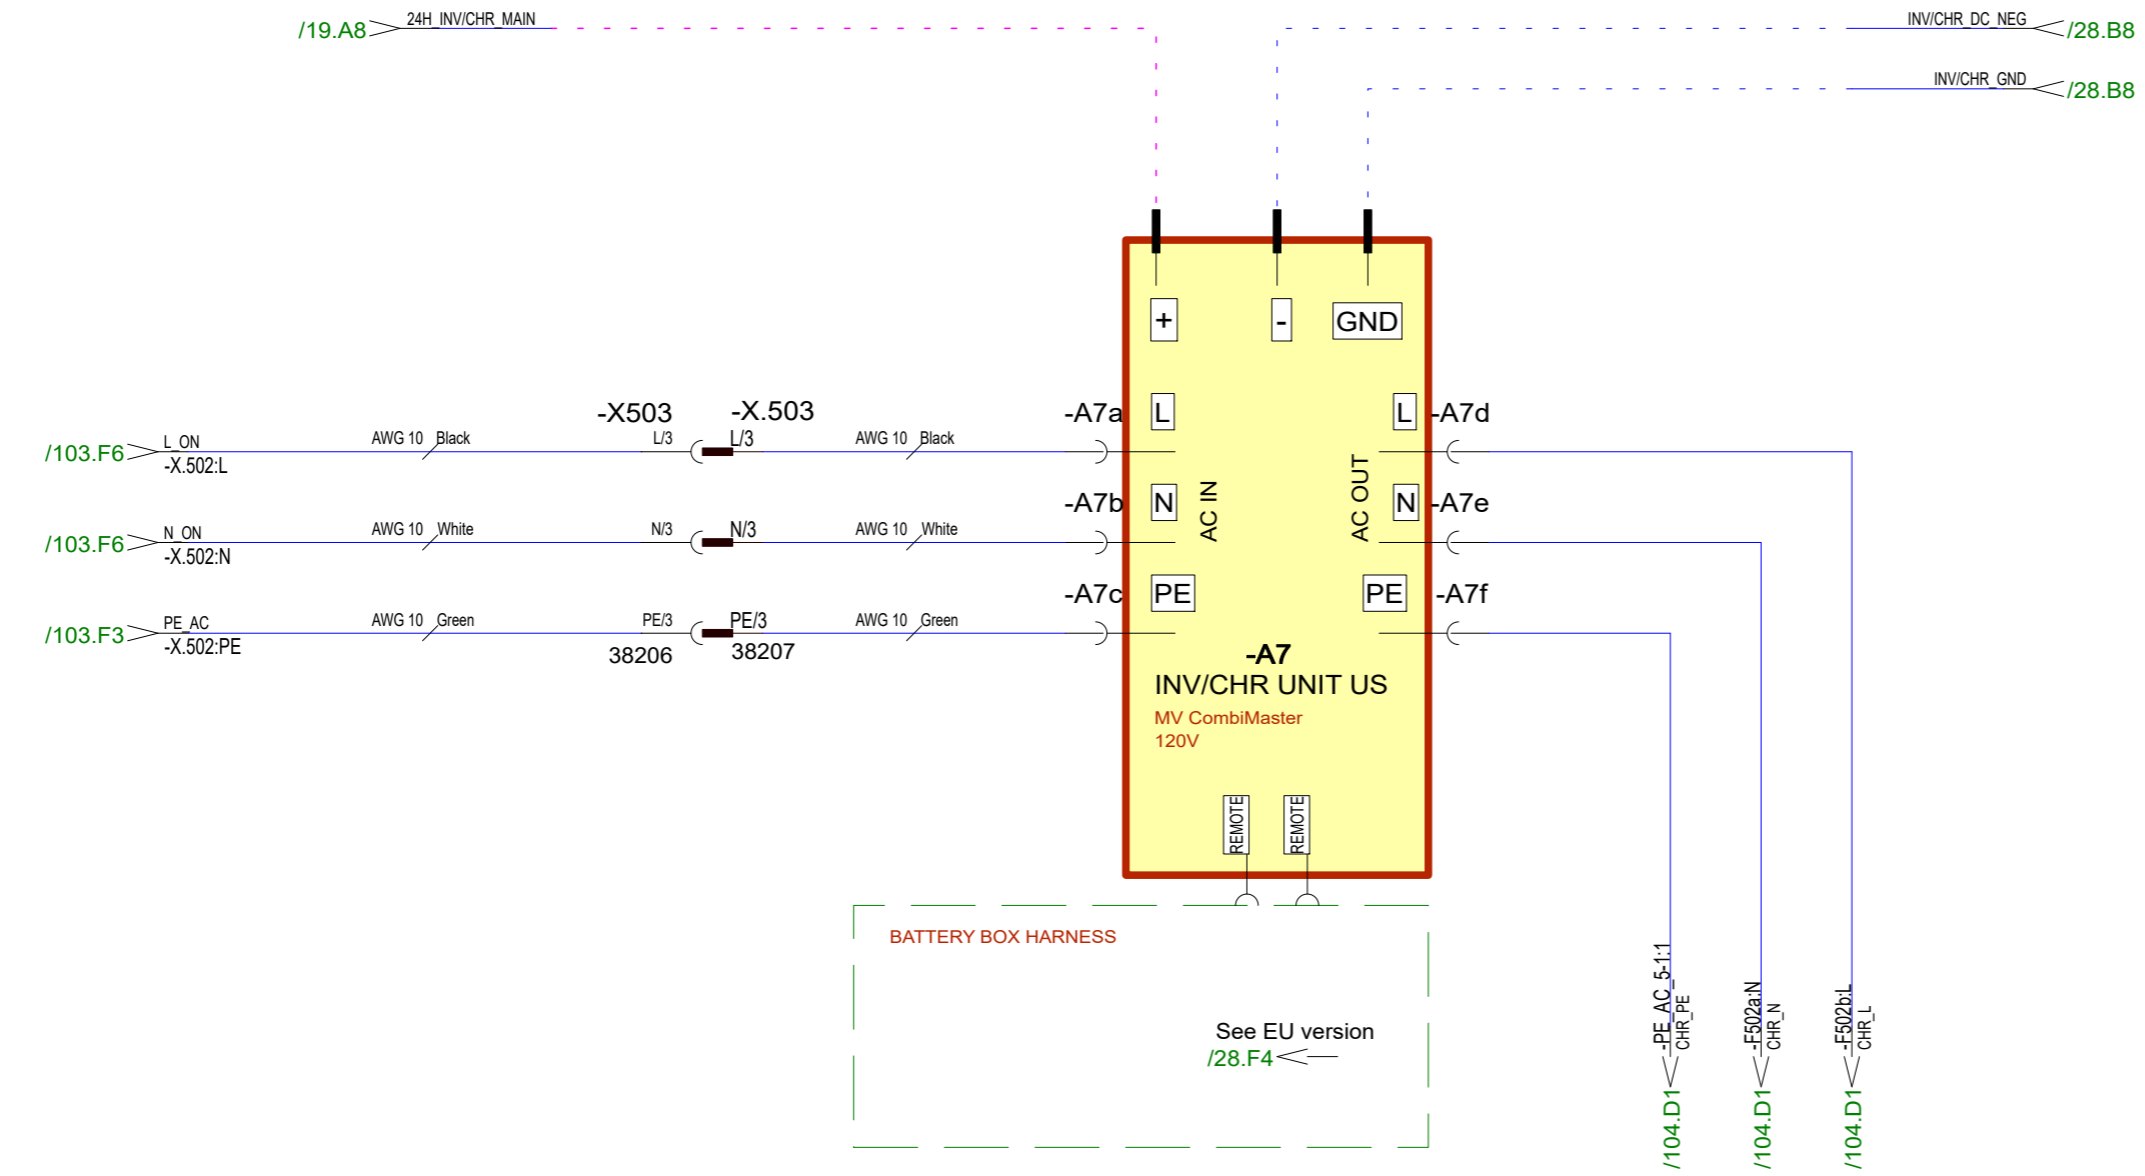 /19.A8 24H_INV/CHR_MAIN INV/CHR_DC_NEG /28.B8
INV/CHR_GND /28.B8
+ - GND
-X503 -X.503 -A7a L L -A7d
/103.F6 L_ON AWG 10 Black L/3 L/3 AWG 10 Black
-X.502:L
-A7b N AC IN AC OUT N -A7e
/103.F6 N_ON AWG 10 White N/3 N/3 AWG 10 White
-X.502:N
-A7c PE PE -A7f
/103.F3 PE_AC AWG 10 Green PE/3 PE/3 AWG 10 Green
-X.502:PE
38206 38207
-A7
INV/CHR UNIT US
MV CombiMaster
120V
REMOTE REMOTE
BATTERY BOX HARNESS
See EU version
/28.F4
-PE_AC_5-1:1
CHR_PE
/104.D1
-F502a:N
CHR_N
/104.D1
-F502b:L
CHR_L
/104.D1